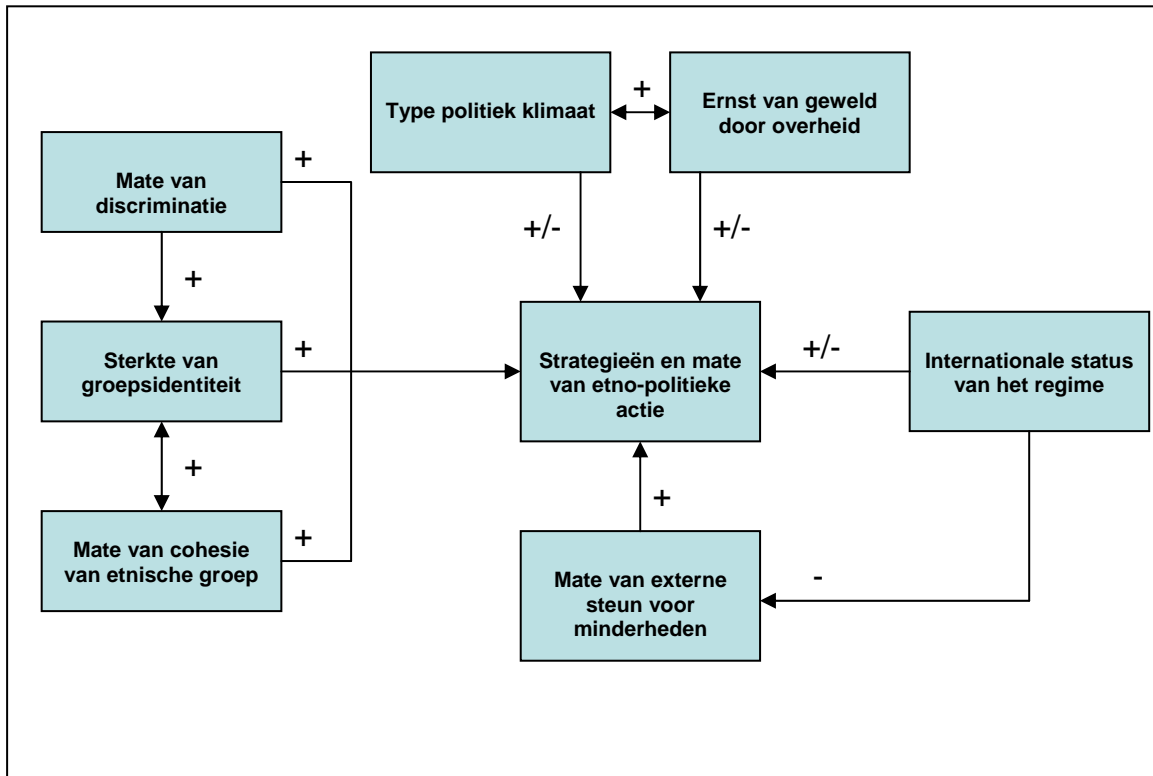 Type politiek klimaat
+
Ernst van geweld
door overheid
+
Mate van
discriminatie
+/-
+/-
+
Sterkte van
groepsidentiteit
+
Strategieën en mate
van etno-politieke
actie
+/-
Internationale status
van het regime
+
+
Mate van cohesie
van etnische groep
+
Mate van externe
steun voor
minderheden
-